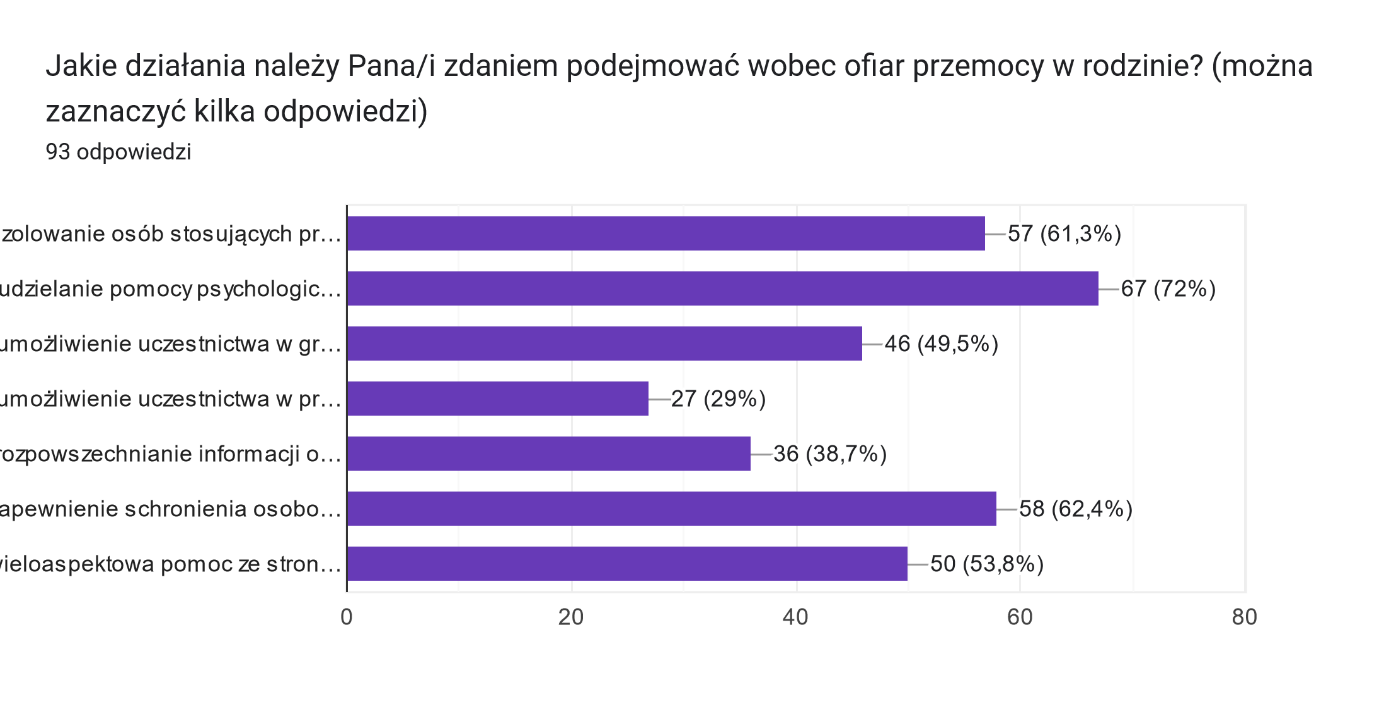 Jakie działania należy Pana/i zdaniem podejmować wobec ofiar przemocy w rodzinie? (można
zaznaczyć kilka odpowiedzi)
93 odpowiedzi
zolowanie osób stosujących pr…
57 (61,3%)
udzielanie pomocy psychologic…
67 (72%)
umożliwienie uczestnictwa w gr…
46 (49,5%)
umożliwienie uczestnictwa w pr…
27 (29%)
rozpowszechnianie informacji o…
36 (38,7%)
apewnienie schronienia osobo…
58 (62,4%)
wieloaspektowa pomoc ze stron…
50 (53,8%)
0 20 40 60 80